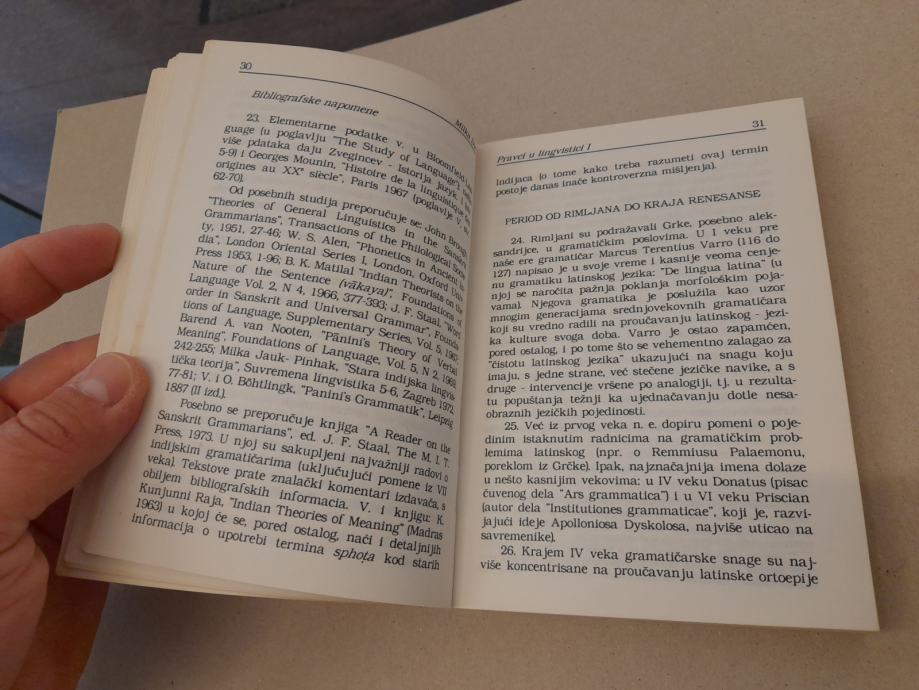 30
Bibliografske napomene
23. Elementarne podatke v. u Bloomfield
guage (u poglavlju "The Study of Language");
više pdataka daju Zvegincev - Istorija jazyk. I
5-9) i Georges Mounin, "Histoire de la linguistique
origines au XXe siècle", Paris 1967 (poglavlje V,
62-70).
Od posebnih studija preporučuje se: John Brough
"Theories of General Linguistics in the Sanskrit
Grammarians", Transactions of the Philological Socie-
ty, 1951, 27-46; W. S. Alen, "Phonetics in Ancient In-
dia", London Oriental Series I, London, Oxford Univ.
Press 1953, 1-96; B. K. Matilal "Indian Theorists on the
Nature of the Sentence (vākaya)", Foundations of
Language Vol. 2, N 4, 1966, 377-393; J. F. Staal, "Word
order in Sanskrit and Universal Grammar", Founda-
tions of Language, Supplementary Series, Vol. 5, 1967;
Barend A. van Nooten, "Pānini's Theory of Verbal
Meaning", Foundations of Language, Vol. 5, N 2, 1969,
242-255; Milka Jauk- Pinhak, "Stara indijska lingvis-
tička teorija", Suvremena lingvistika 5-6, Zagreb 1972,
77-81; V. i O. Böhtlingk, "Panini's Grammatik", Leipzig
1887 (II izd.).
Posebno se preporučuje knjiga "A Reader on the
Sanskrit Grammarians", ed. J. F. Staal, The M. I. T.
Press, 1973. U njoj su sakupljeni najvažniji radovi o
indijskim gramatičarima (uključujući pomene iz VII
veka). Tekstove prate znalački komentari izdavača, s
obiljem bibliografskih informacia. V. i knjigu: K.
Kunjunni Raja, "Indian Theories of Meaning" (Madras
1963) u kojoj će se, pored ostalog, naći i detaljnijih
informacija o upotrebi termina sphoṭa kod starih
Pravci u lingvistici I
31
Indijaca (o tome kako treba razumeti ovaj termin
postoje danas inače kontroverzna mišljenja).
PERIOD OD RIMLJANA DO KRAJA RENESANSE
24. Rimljani su podražavali Grke, posebno alek-
sandrijce, u gramatičkim poslovima. U I veku pre
naše ere gramatičar Marcus Terentius Varro (116 do
127) napisao je u svoje vreme i kasnije veoma cenje-
nu gramatiku latinskog jezika: "De lingua latina" (u
njoj se naročita pažnja poklanja morfološkim poja-
vama). Njegova gramatika je poslužila kao uzor
mnogim generacijama srednjovekovnih gramatičara
koji su vredno radili na proučavanju latinskog - jezi-
ka kulture svoga doba. Varro je ostao zapamćen,
pored ostalog, i po tome što se vehementno zalagao za
"čistotu latinskog jezika" ukazujući na snagu koju
imaju, s jedne strane, već stečene jezičke navike, a s
druge - intervencije vršene po analogiji, tj. u rezulta-
tu popuštanja težnji ka ujednačavanju dotle nesa-
obraznih jezičkih pojedinosti.
25. Već iz prvog veka n. e. dopiru pomeni o poje-
dinim istaknutim radnicima na gramatičkim prob-
lemima latinskog (npr. o Remmiusu Palaemonu,
poreklom iz Grčke). Ipak, najznačajnija imena dolaze
u nešto kasnijim vekovima: u IV veku Donatus (pisac
čuvenog dela "Ars grammatica") i u VI veku Priscian
(autor dela "Institutiones grammaticae", koji je, razvi-
jajući ideje Apolloniosa Dyskolosa, najviše uticao na
savremenike).
26. Krajem IV veka gramatičarske snage su naj-
više koncentrisane na proučavanju latinske ortoepije